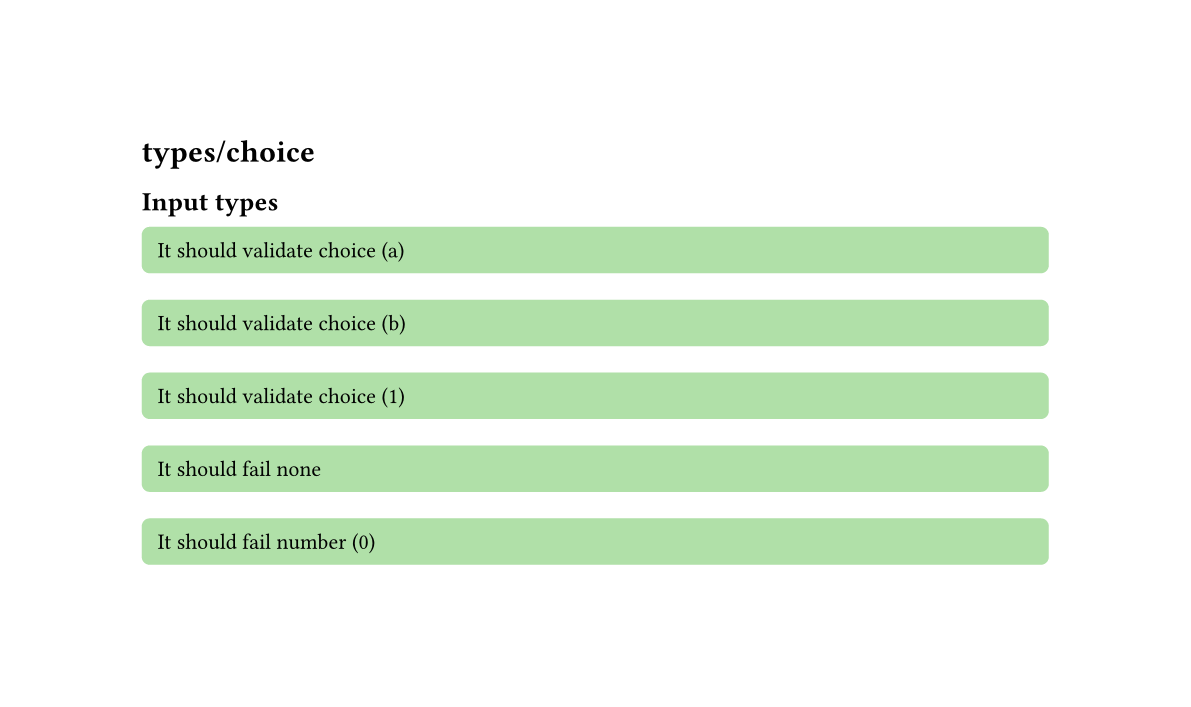 types/choice
Input types
It should validate choice (a)
It should validate choice (b)
It should validate choice (1)
It should fail none
It should fail number (0)